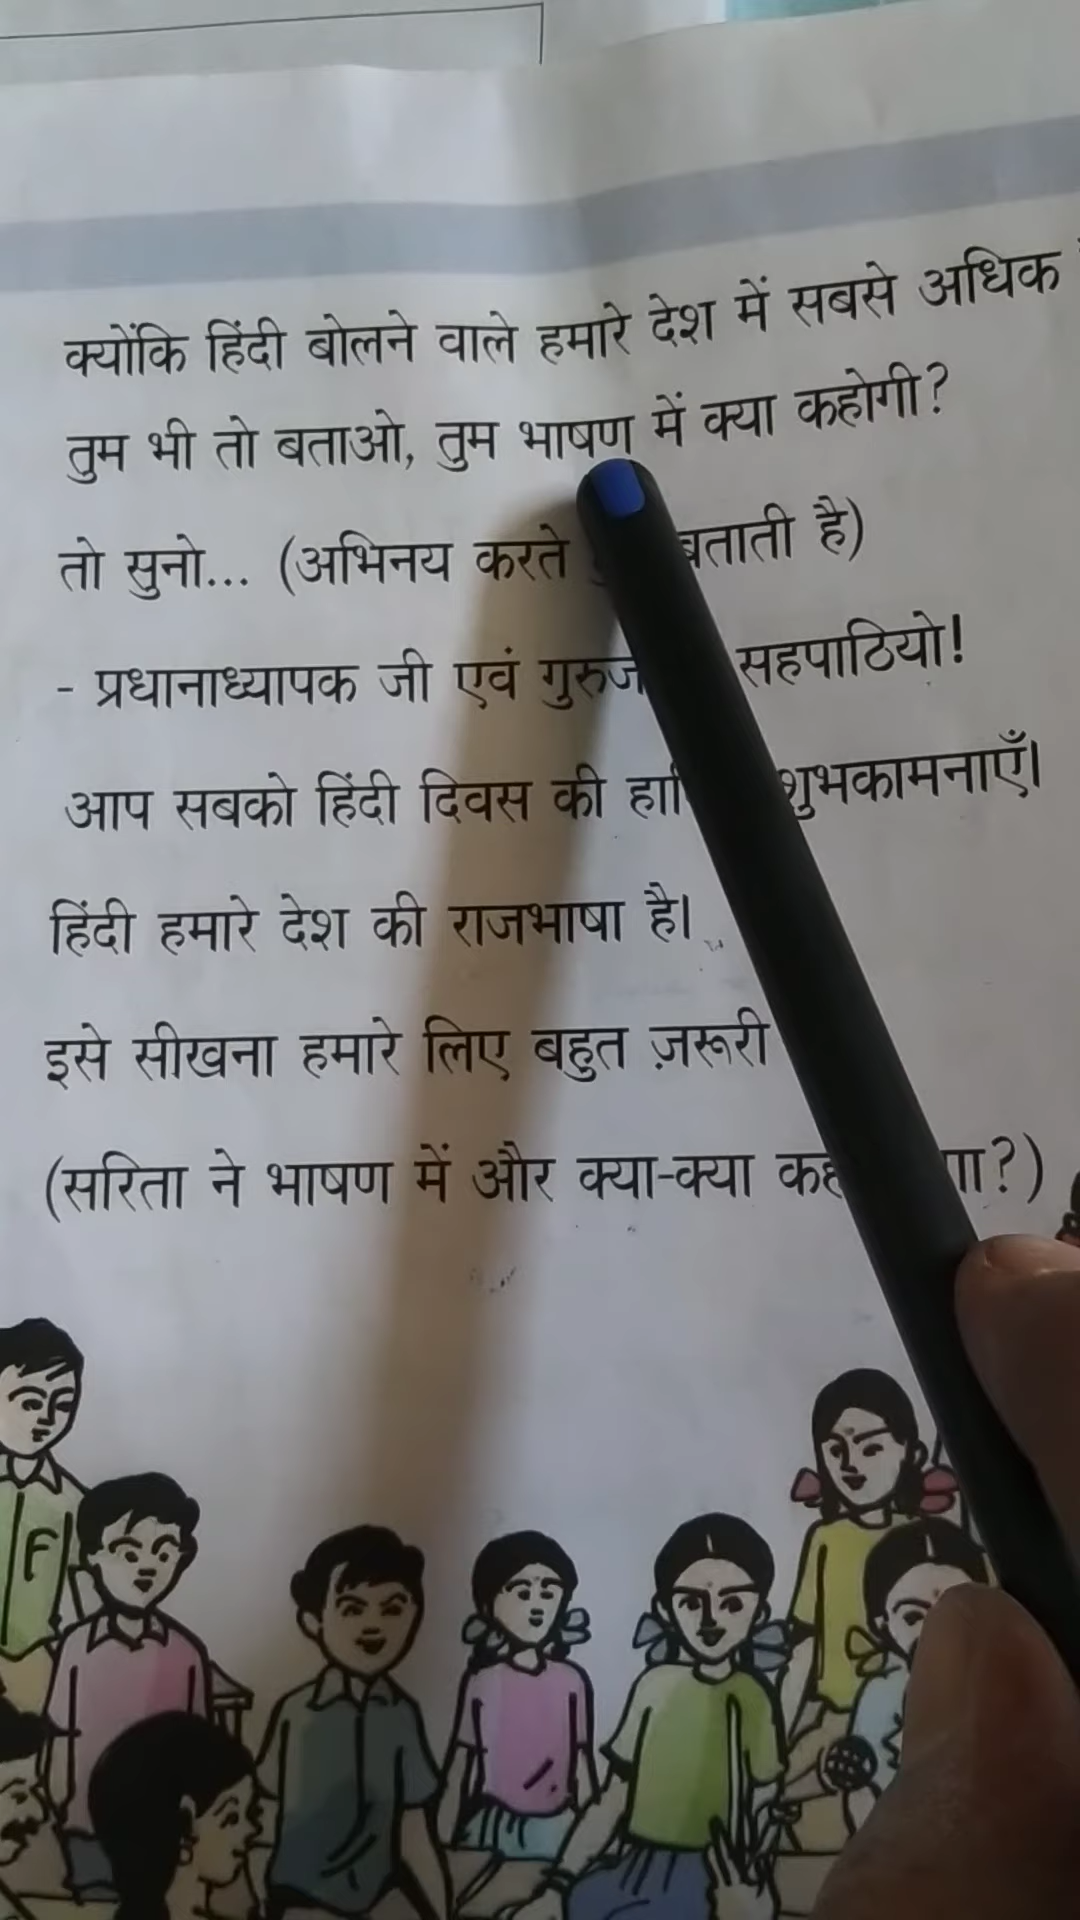 क्योंकि हिंदी बोलने वाले हमारे देश में सबसे अधिक
तुम भी तो बताओ, तुम भाषण में क्या कहोगी?
तो सुनो... (अभिनय करते बताती है)
- प्रधानाध्यापक जी एवं सहपाठियो!
आप सबको हिंदी दिवस की शुभकामनाएँ।
हिंदी हमारे देश की राजभाषा है।
इसे सीखना हमारे लिए बहुत ज़रूरी
(सरिता ने भाषण में और क्या-क्या
F